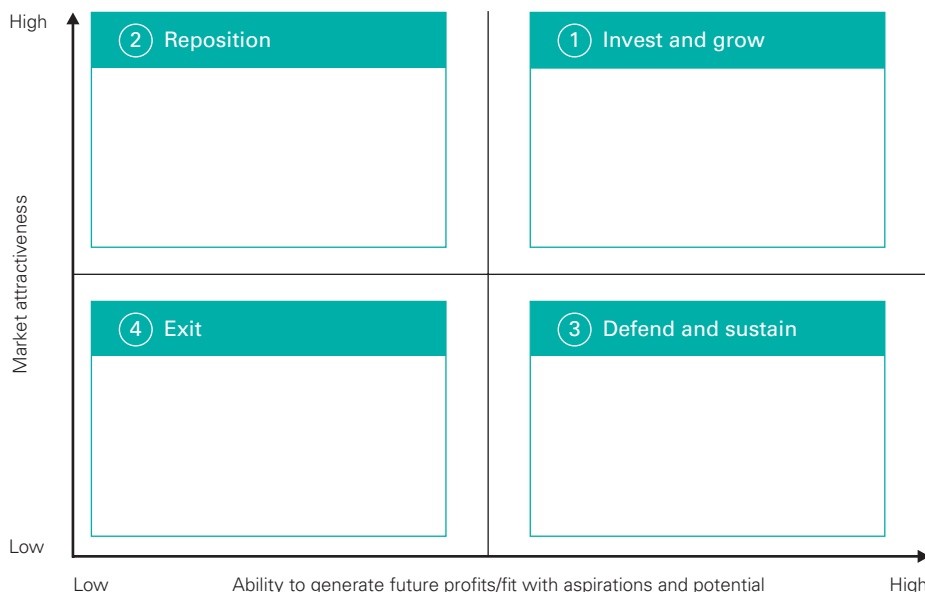 High
2 Reposition
1 Invest and grow
Market attractiveness
4 Exit
3 Defend and sustain
Low
Low Ability to generate future profits/fit with aspirations and potential High